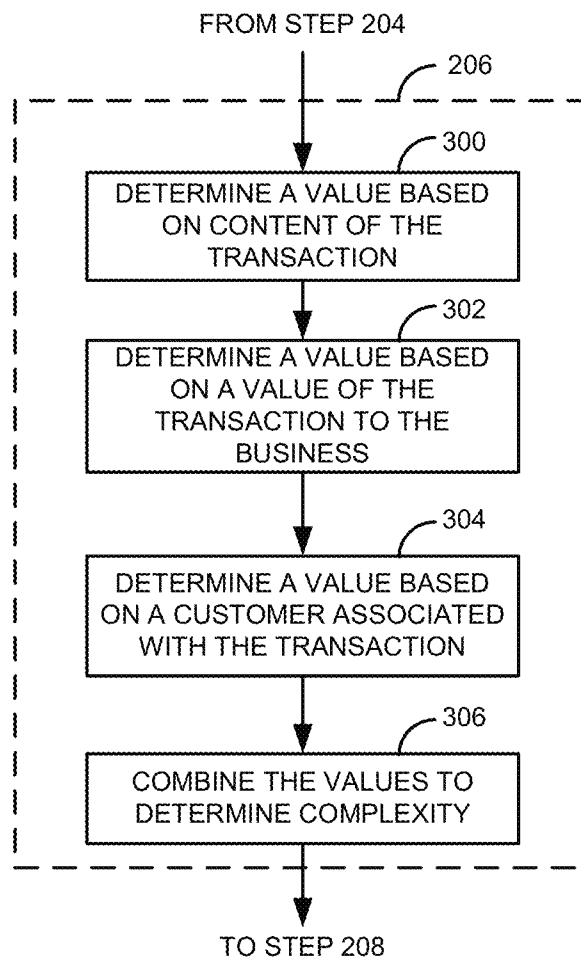 FROM STEP 204
206
300
DETERMINE A VALUE BASED
ON CONTENT OF THE
TRANSACTION
302
DETERMINE A VALUE BASED
ON A VALUE OF THE
TRANSACTION TO THE
BUSINESS
304
DETERMINE A VALUE BASED
ON A CUSTOMER ASSOCIATED
WITH THE TRANSACTION
306
COMBINE THE VALUES TO
DETERMINE COMPLEXITY
TO STEP 208